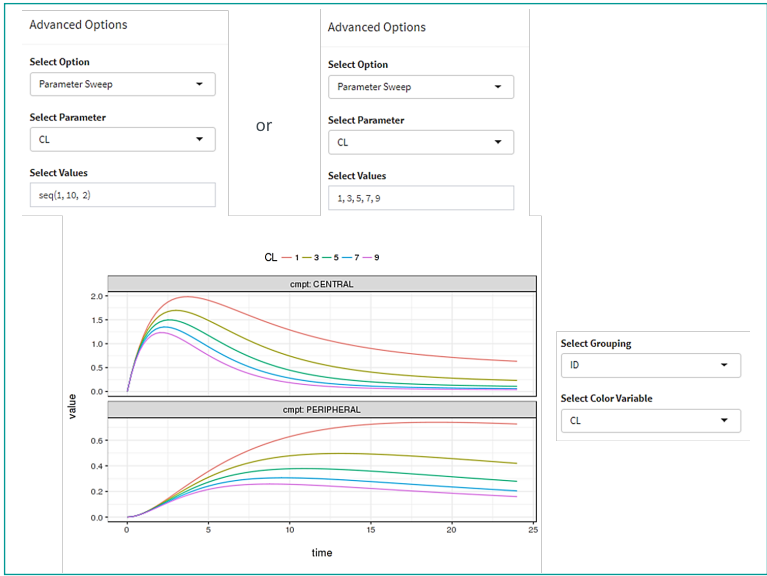 Advanced Options
Select Option
Parameter Sweep
Select Parameter
CL
Select Values
seq(1, 10, 2)
or
Advanced Options
Select Option
Parameter Sweep
Select Parameter
CL
Select Values
1, 3, 5, 7, 9
CL 1 3 5 7 9
cmpt: CENTRAL
2.0
1.5
1.0
0.5
0.0
value
cmpt: PERIPHERAL
0.6
0.4
0.2
0.0
0 5 10 15 20 25
time
Select Grouping
ID
Select Color Variable
CL